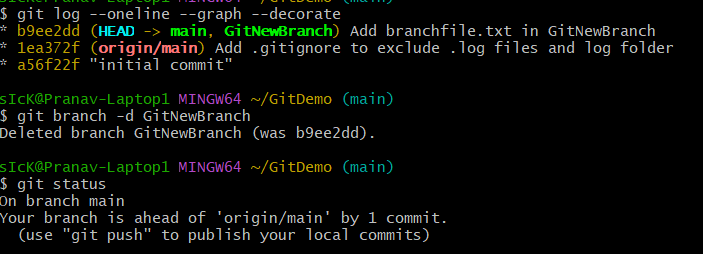 $ git log --oneline --graph --decorate
* b9ee2dd (HEAD -> main, GitNewBranch) Add branchfile.txt in GitNewBranch
* 1ea372f (origin/main) Add .gitignore to exclude .log files and log folder
* a56f22f "initial commit"
sIcK@Pranav-Laptop1 MINGW64 ~/GitDemo (main)
$ git branch -d GitNewBranch
Deleted branch GitNewBranch (was b9ee2dd).
sIcK@Pranav-Laptop1 MINGW64 ~/GitDemo (main)
$ git status
On branch main
Your branch is ahead of 'origin/main' by 1 commit.
  (use "git push" to publish your local commits)